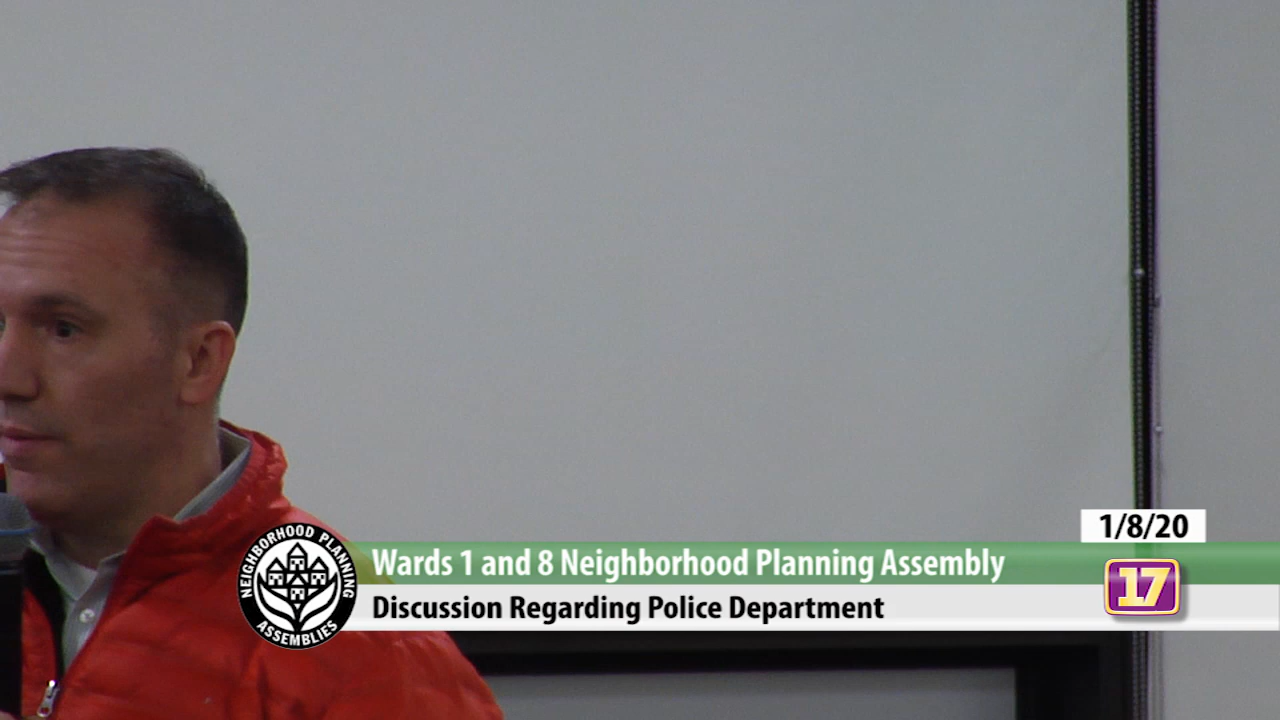 1/8/20
Wards 1 and 8 Neighborhood Planning Assembly
17
Discussion Regarding Police Department
NEIGHBORHOOD PLANNING
ASSEMBLIES